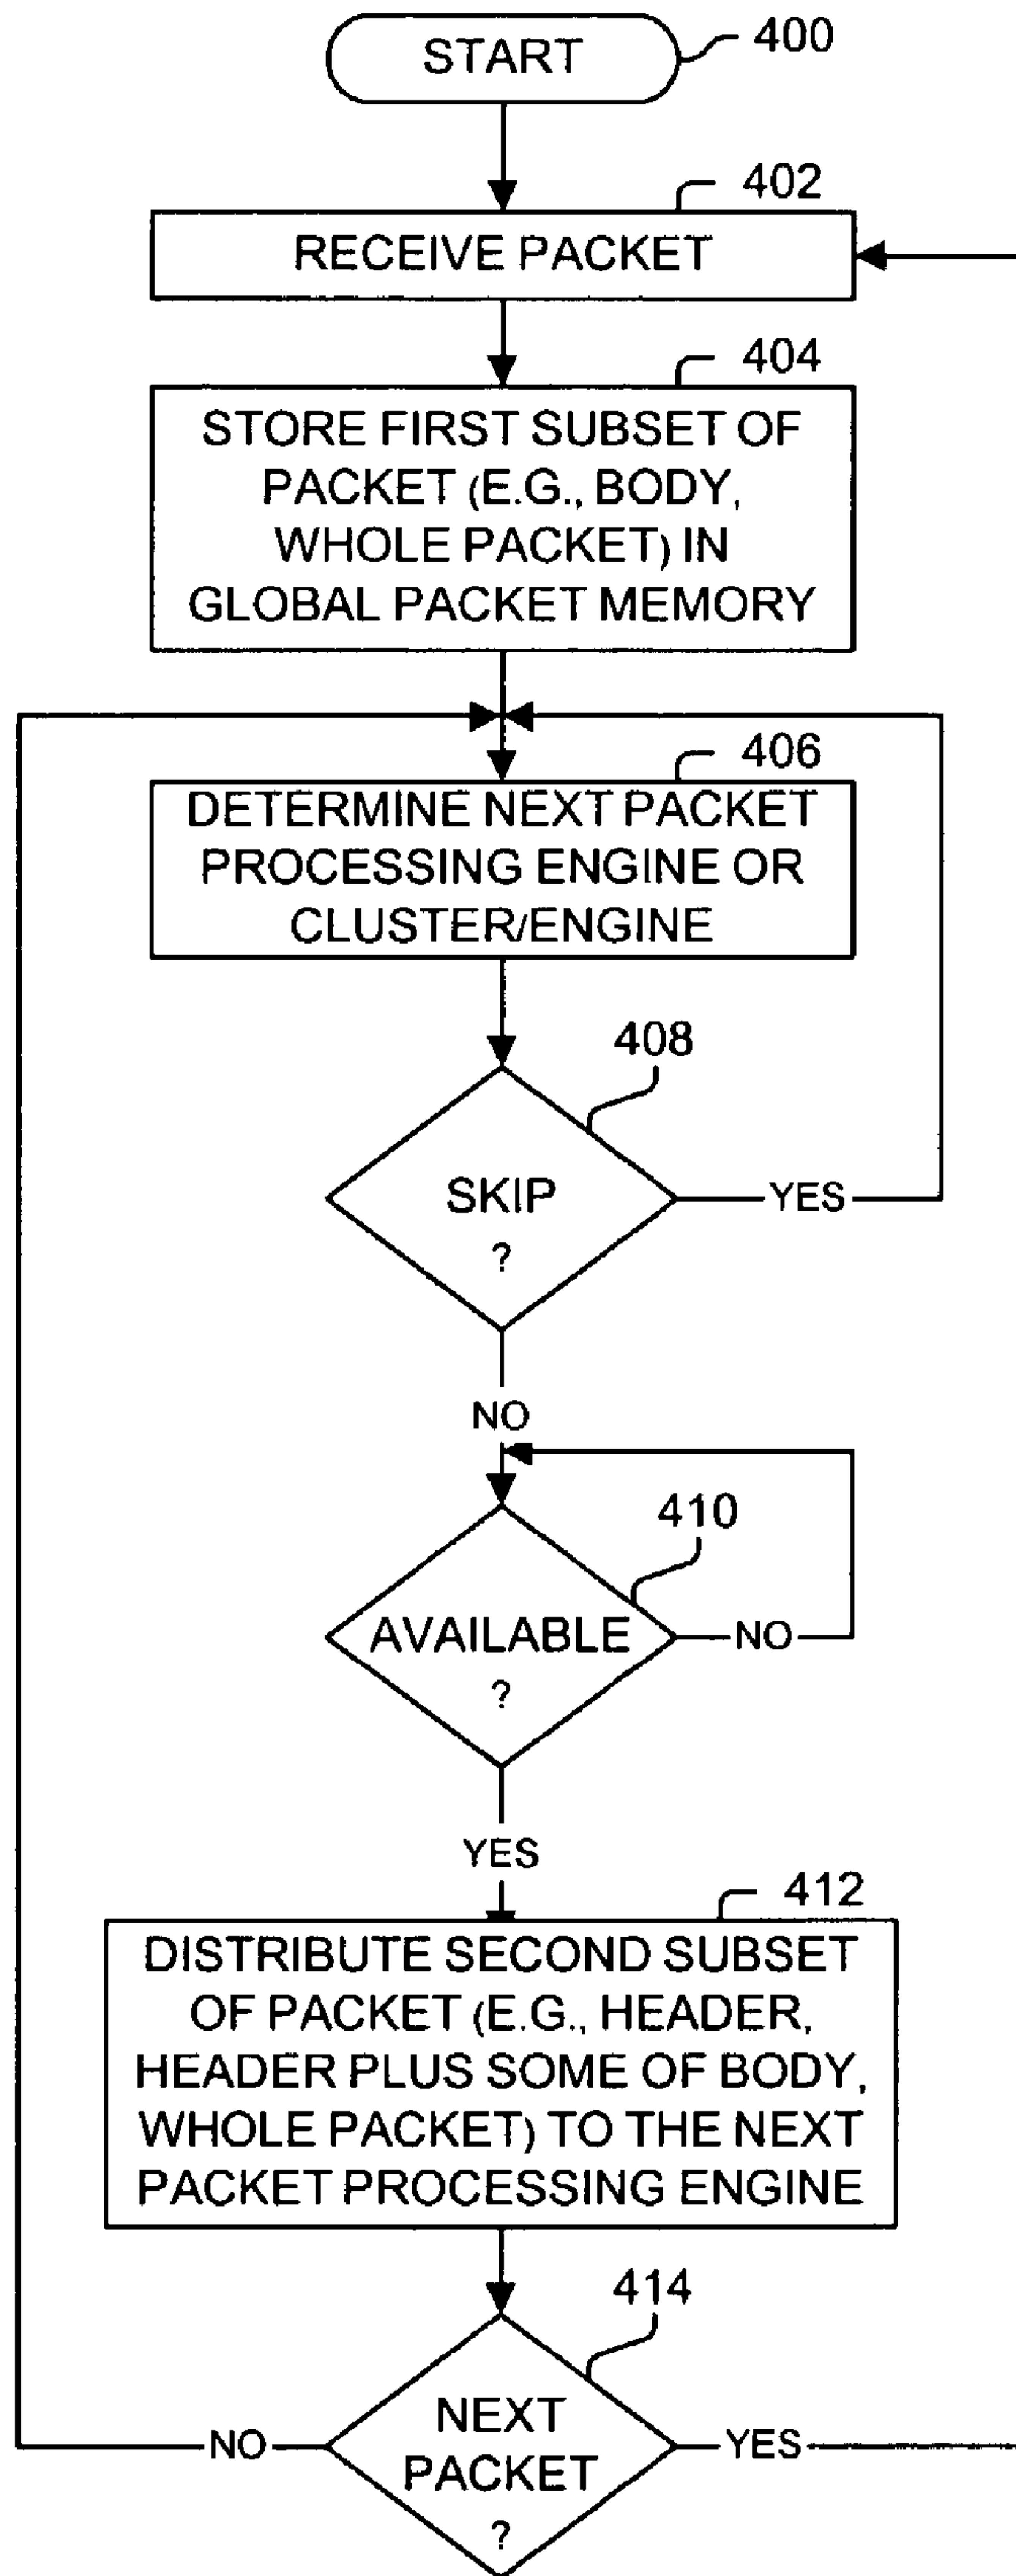 START
400
402
RECEIVE PACKET
404
STORE FIRST SUBSET OF
PACKET (E.G., BODY,
WHOLE PACKET) IN
GLOBAL PACKET MEMORY
406
DETERMINE NEXT PACKET
PROCESSING ENGINE OR
CLUSTER/ENGINE
408
SKIP
?
YES
NO
410
AVAILABLE
?
NO
YES
412
DISTRIBUTE SECOND SUBSET
OF PACKET (E.G., HEADER,
HEADER PLUS SOME OF BODY,
WHOLE PACKET) TO THE NEXT
PACKET PROCESSING ENGINE
414
NEXT
PACKET
?
NO
YES